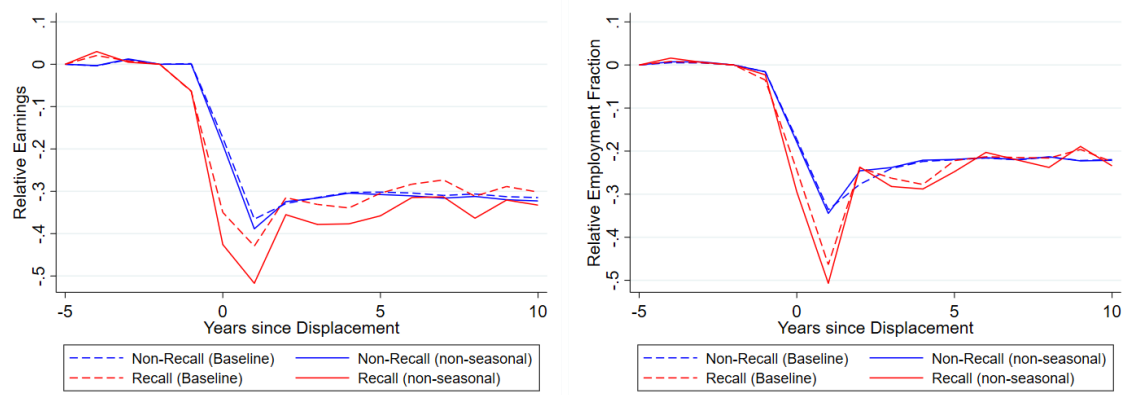 Relative Earnings
.1
0
-.1
-.2
-.3
-.4
-.5
-5 0 5 10
Years since Displacement
Non-Recall (Baseline) Non-Recall (non-seasonal)
Recall (Baseline) Recall (non-seasonal)
Relative Employment Fraction
.1
0
-.1
-.2
-.3
-.4
-.5
-5 0 5 10
Years since Displacement
Non-Recall (Baseline) Non-Recall (non-seasonal)
Recall (Baseline) Recall (non-seasonal)